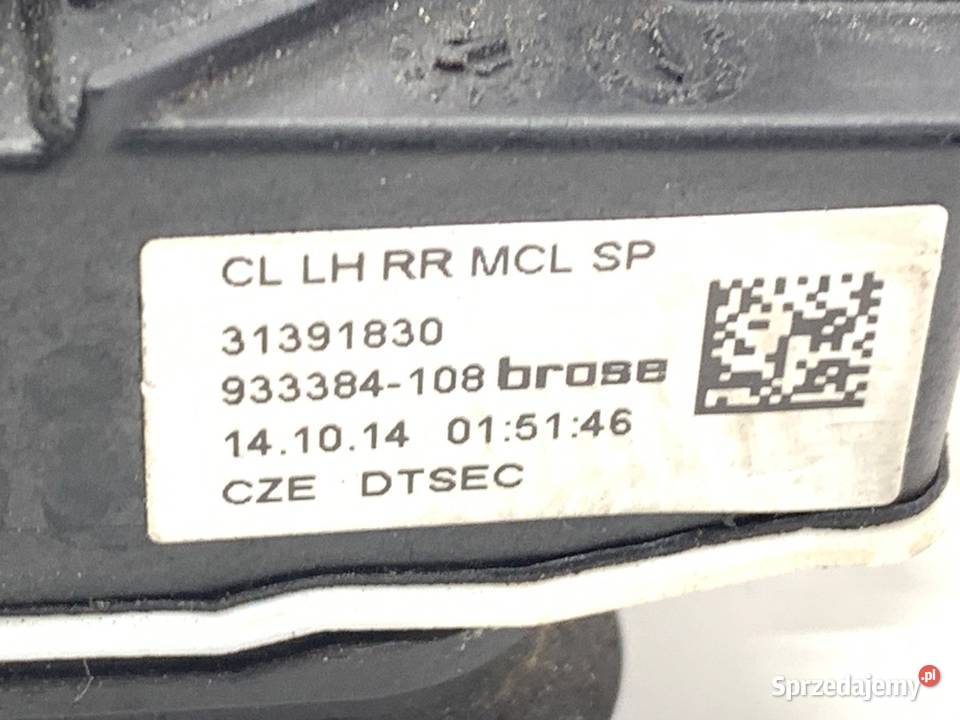 CL LH RR MCL SP
31391830
933384-108 brose
14.10.14 01:51:46
CZE DTSEC
Sprzedajemy.pl